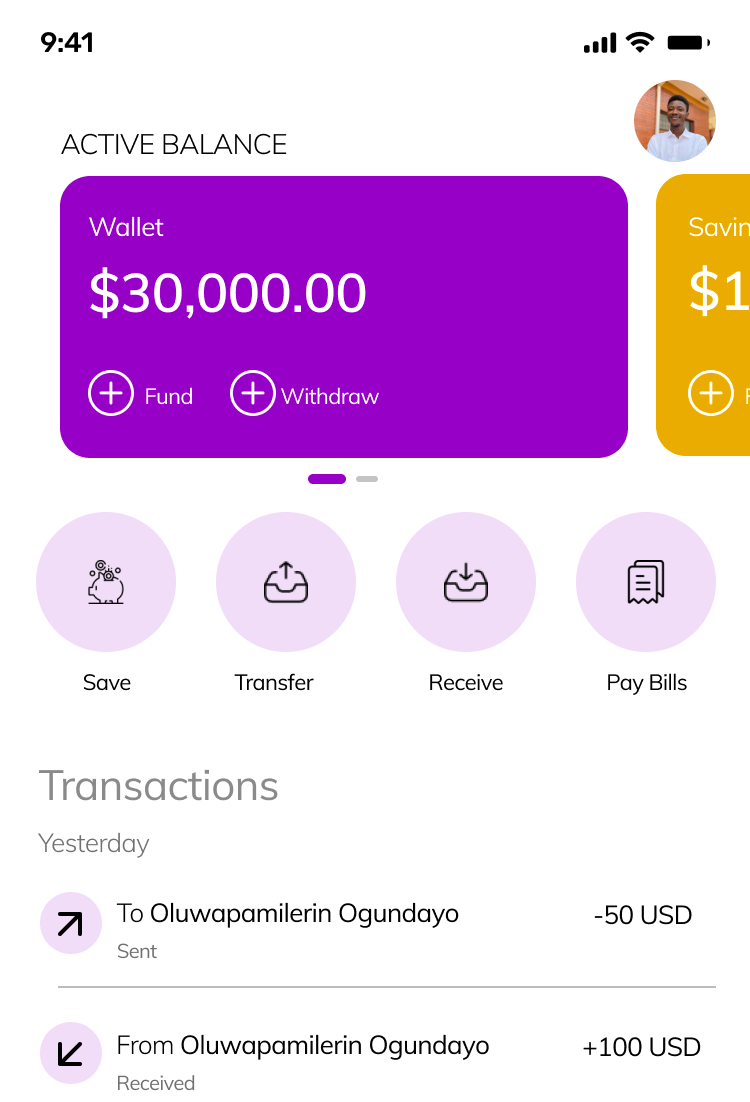 9:41
ACTIVE BALANCE
Wallet
$30,000.00
Fund
Withdraw
Savin
$1
Save
Transfer
Receive
Pay Bills
Transactions
Yesterday
To Oluwapamilerin Ogundayo
-50 USD
Sent
From Oluwapamilerin Ogundayo
+100 USD
Received